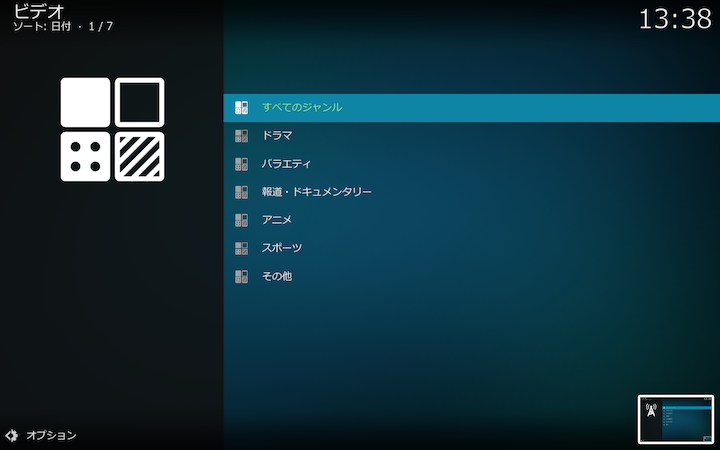 ビデオ
ソート: 日付 · 1 / 7
13:38
すべてのジャンル
ドラマ
バラエティ
報道・ドキュメンタリー
アニメ
スポーツ
その他
オプション